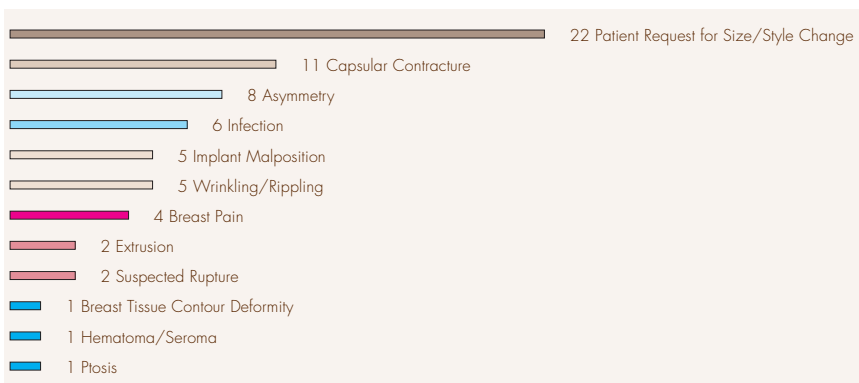 22 Patient Request for Size/Style Change
11 Capsular Contracture
8 Asymmetry
6 Infection
5 Implant Malposition
5 Wrinkling/Rippling
4 Breast Pain
2 Extrusion
2 Suspected Rupture
1 Breast Tissue Contour Deformity
1 Hematoma/Seroma
1 Ptosis